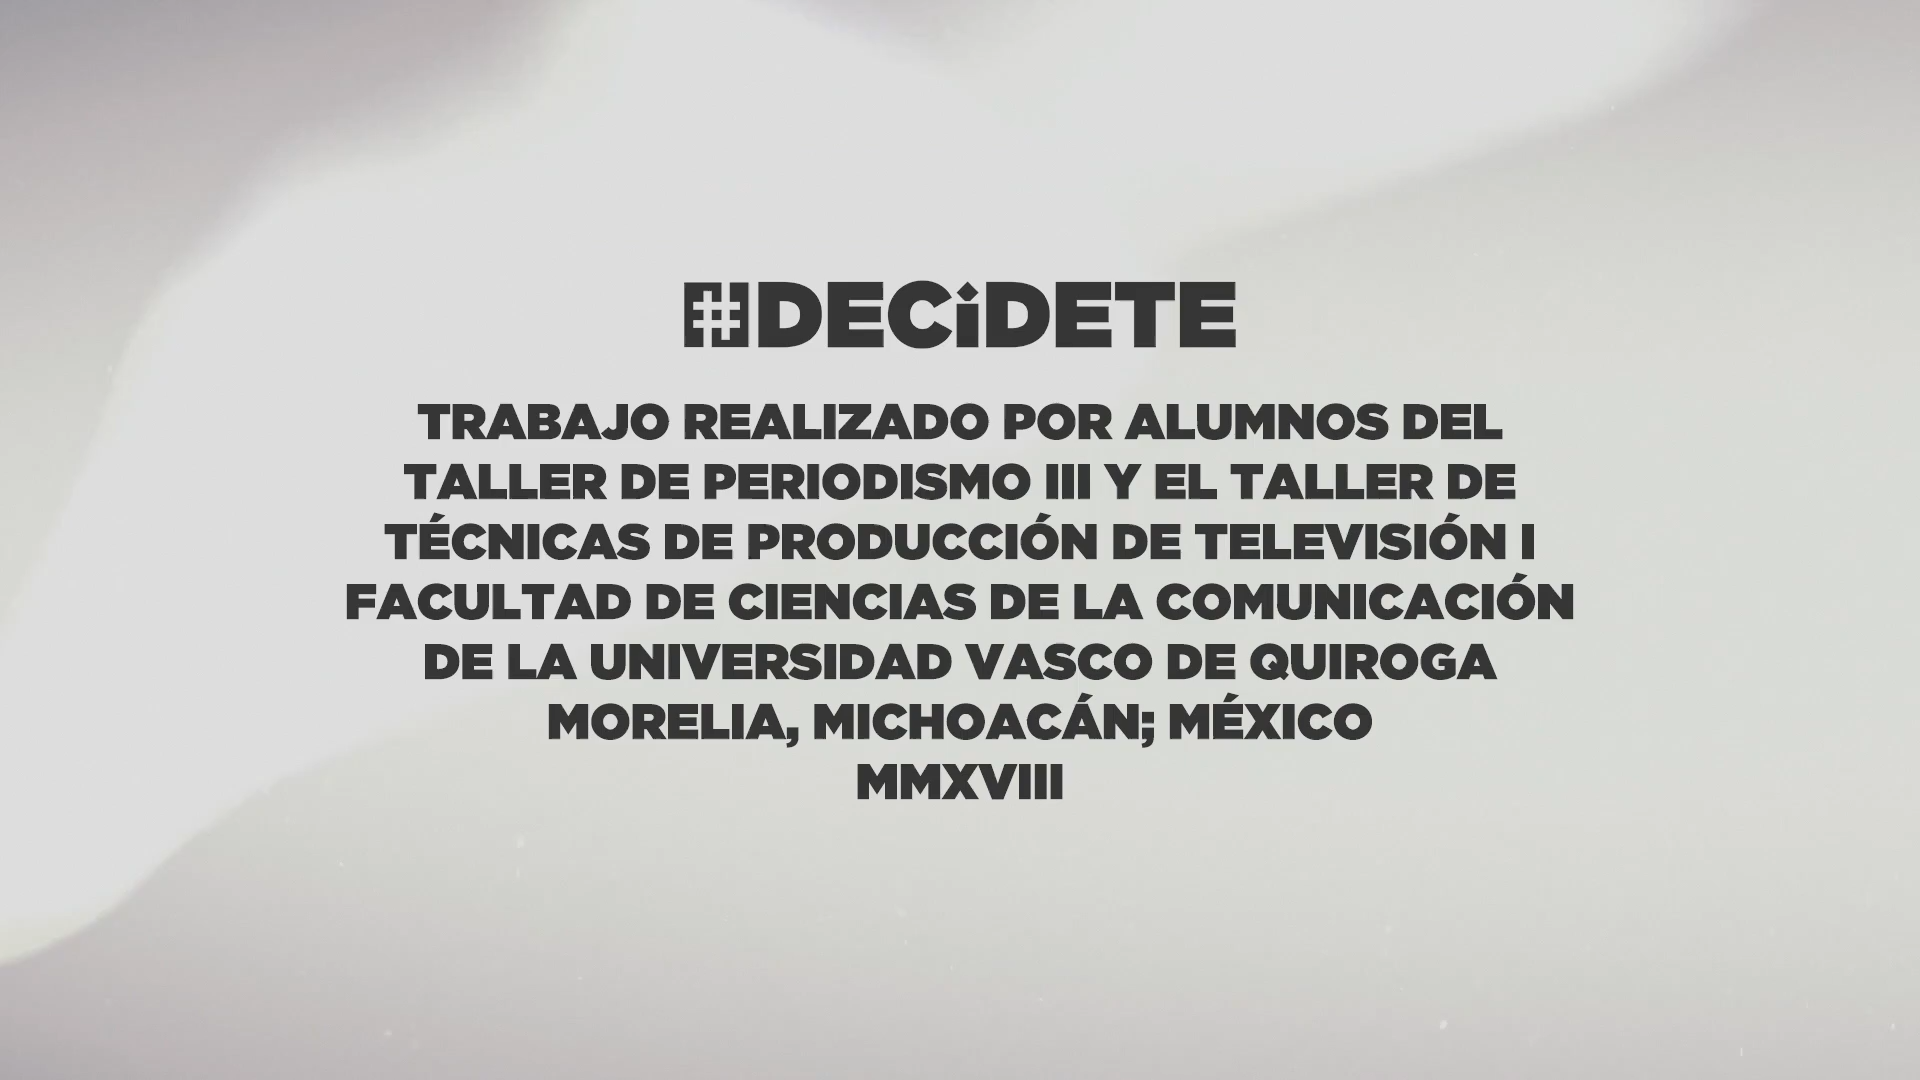 #DECiDETE
TRABAJO REALIZADO POR ALUMNOS DEL
TALLER DE PERIODISMO III Y EL TALLER DE
TÉCNICAS DE PRODUCCIÓN DE TELEVISIÓN I
FACULTAD DE CIENCIAS DE LA COMUNICACIÓN
DE LA UNIVERSIDAD VASCO DE QUIROGA
MORELIA, MICHOACÁN; MÉXICO
MMXVIII